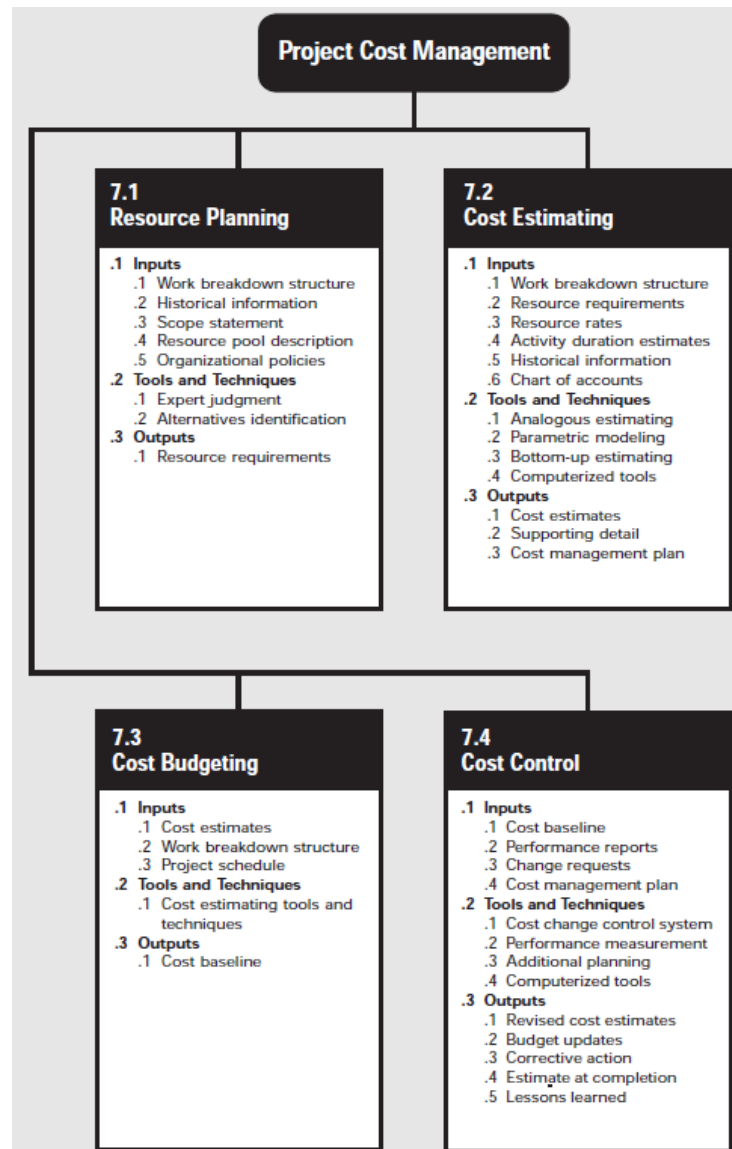 Project Cost Management
7.1
Resource Planning
.1 Inputs
.1 Work breakdown structure
.2 Historical information
.3 Scope statement
.4 Resource pool description
.5 Organizational policies
.2 Tools and Techniques
.1 Expert judgment
.2 Alternatives identification
.3 Outputs
.1 Resource requirements
7.2
Cost Estimating
.1 Inputs
.1 Work breakdown structure
.2 Resource requirements
.3 Resource rates
.4 Activity duration estimates
.5 Historical information
.6 Chart of accounts
.2 Tools and Techniques
.1 Analogous estimating
.2 Parametric modeling
.3 Bottom-up estimating
.4 Computerized tools
.3 Outputs
.1 Cost estimates
.2 Supporting detail
.3 Cost management plan
7.3
Cost Budgeting
.1 Inputs
.1 Cost estimates
.2 Work breakdown structure
.3 Project schedule
.2 Tools and Techniques
.1 Cost estimating tools and
techniques
.3 Outputs
.1 Cost baseline
7.4
Cost Control
.1 Inputs
.1 Cost baseline
.2 Performance reports
.3 Change requests
.4 Cost management plan
.2 Tools and Techniques
.1 Cost change control system
.2 Performance measurement
.3 Additional planning
.4 Computerized tools
.3 Outputs
.1 Revised cost estimates
.2 Budget updates
.3 Corrective action
.4 Estimate at completion
.5 Lessons learned